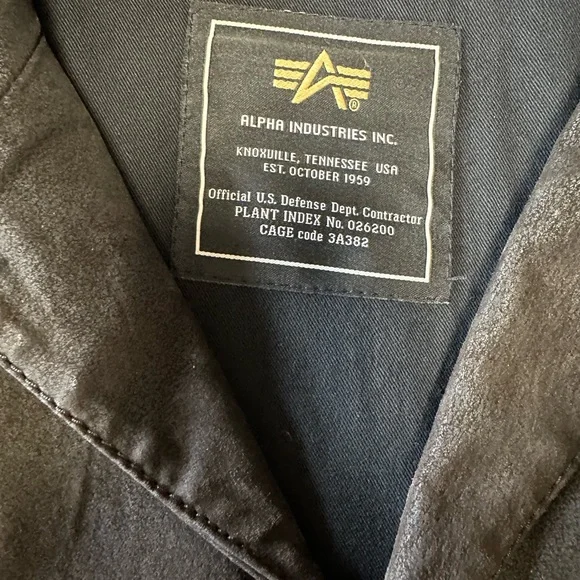 ®
ALPHA INDUSTRIES INC.
KNOXVILLE, TENNESSEE USA
EST. OCTOBER 1959
Official U.S. Defense Dept. Contractor
PLANT INDEX No. 026200
CAGE code 3A382